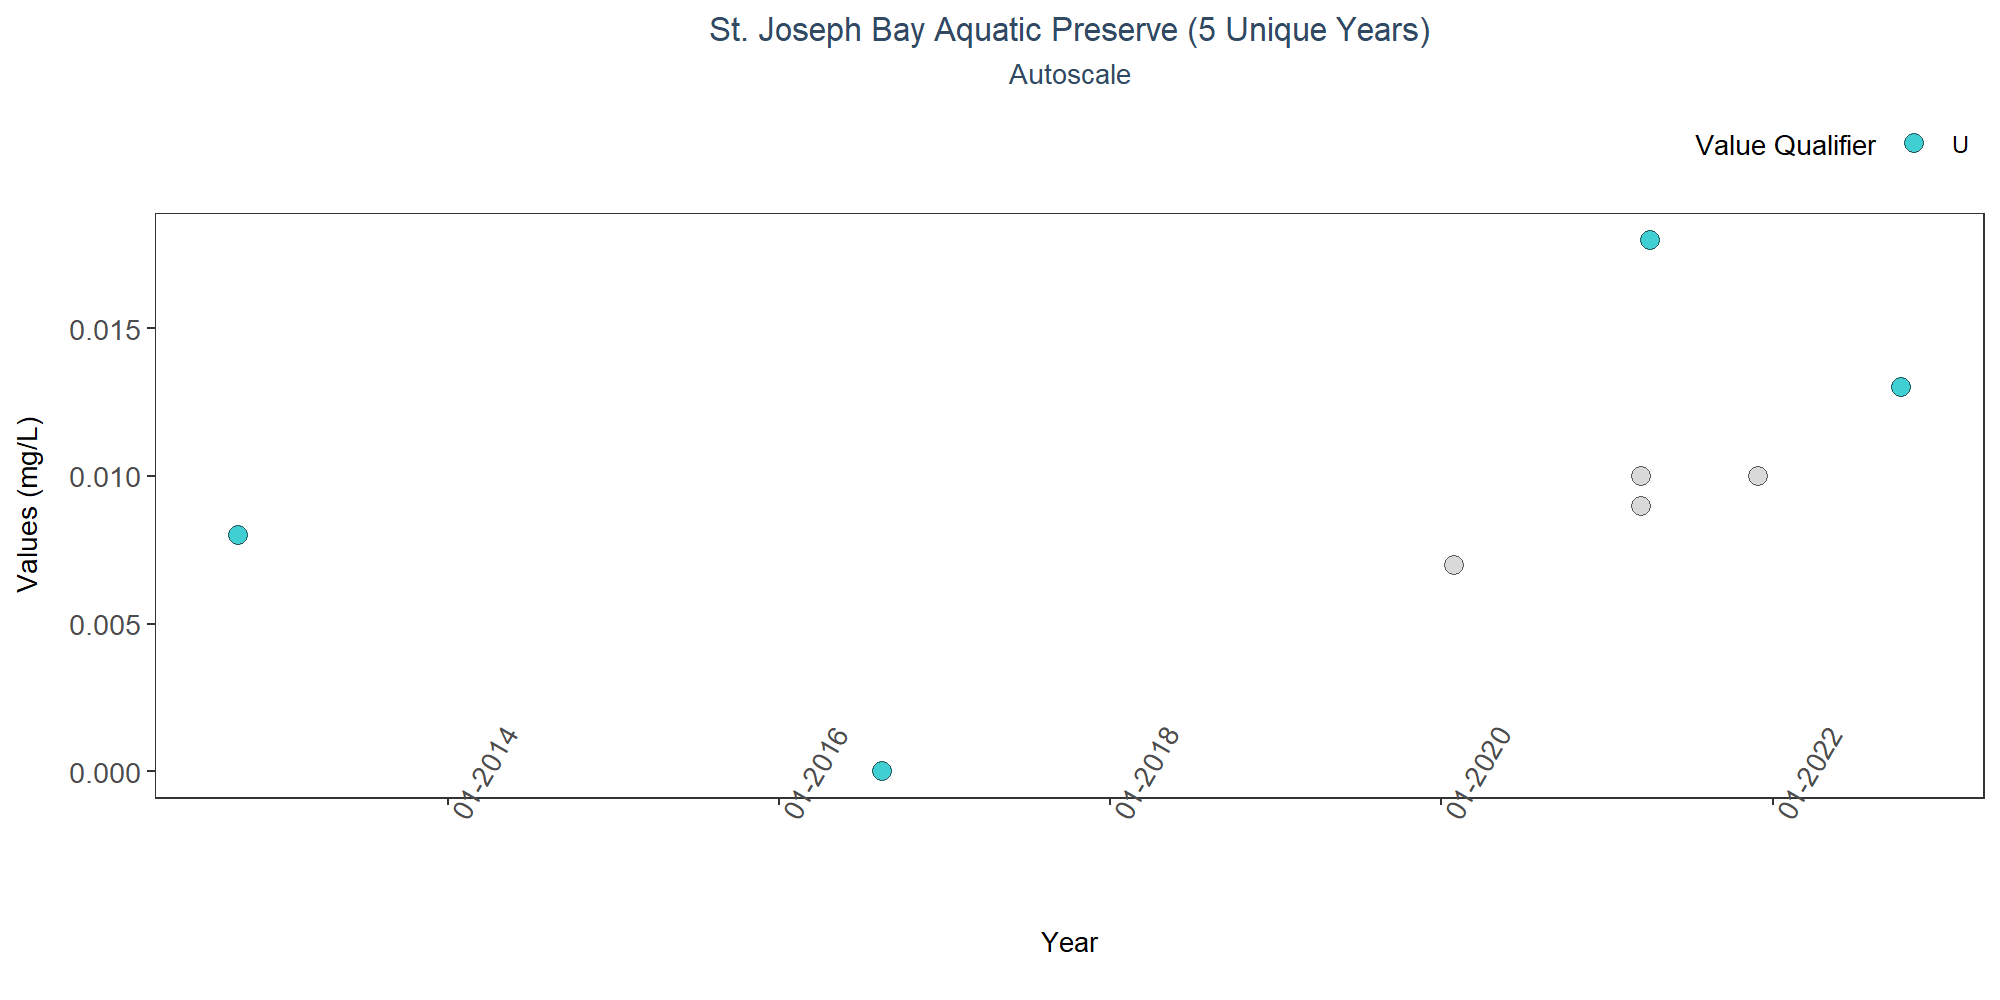 St. Joseph Bay Aquatic Preserve (5 Unique Years)
Autoscale
Value Qualifier U
Values (mg/L)
0.015
0.010
0.005
0.000
01-2014
01-2016
01-2018
01-2020
01-2022
Year